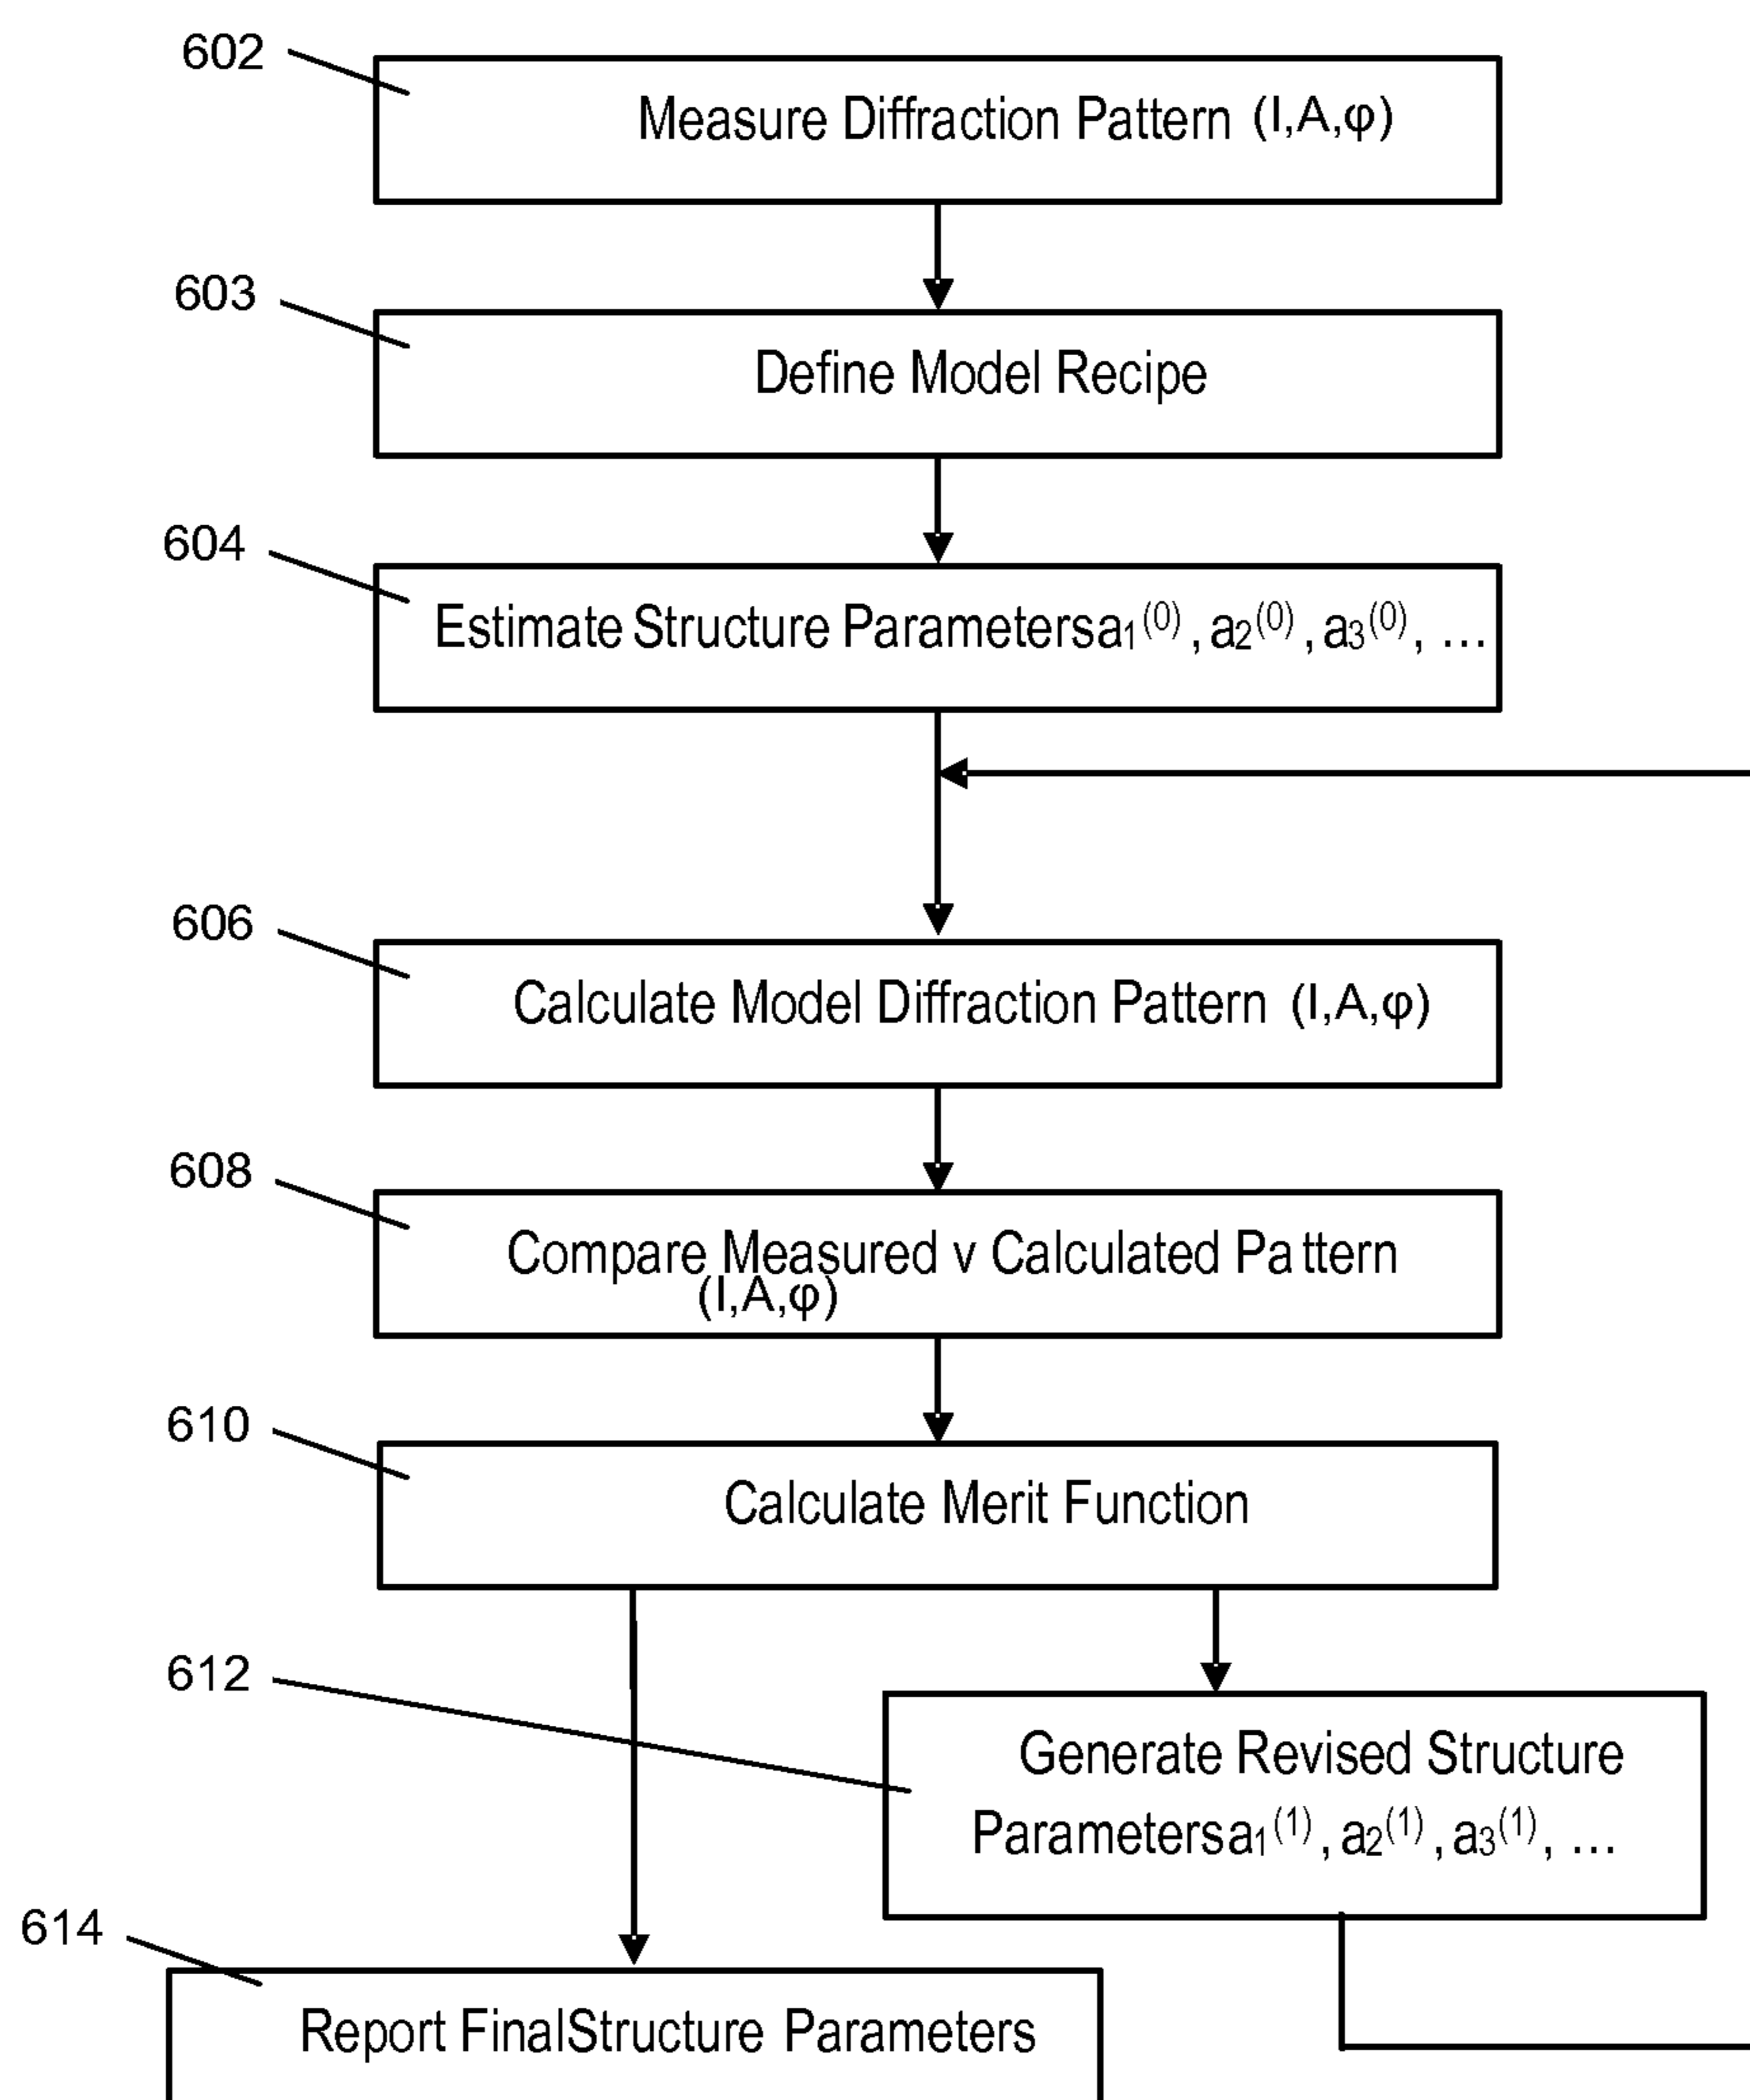 602
Measure Diffraction Pattern (I,A,φ)
603
Define Model Recipe
604
Estimate Structure Parametersa₁⁽⁰⁾, a₂⁽⁰⁾, a₃⁽⁰⁾, ...
606
Calculate Model Diffraction Pattern (I,A,φ)
608
Compare Measured v Calculated Pattern
(I,A,φ)
610
Calculate Merit Function
612
Generate Revised Structure
Parametersa₁⁽¹⁾, a₂⁽¹⁾, a₃⁽¹⁾, ...
614
Report FinalStructure Parameters